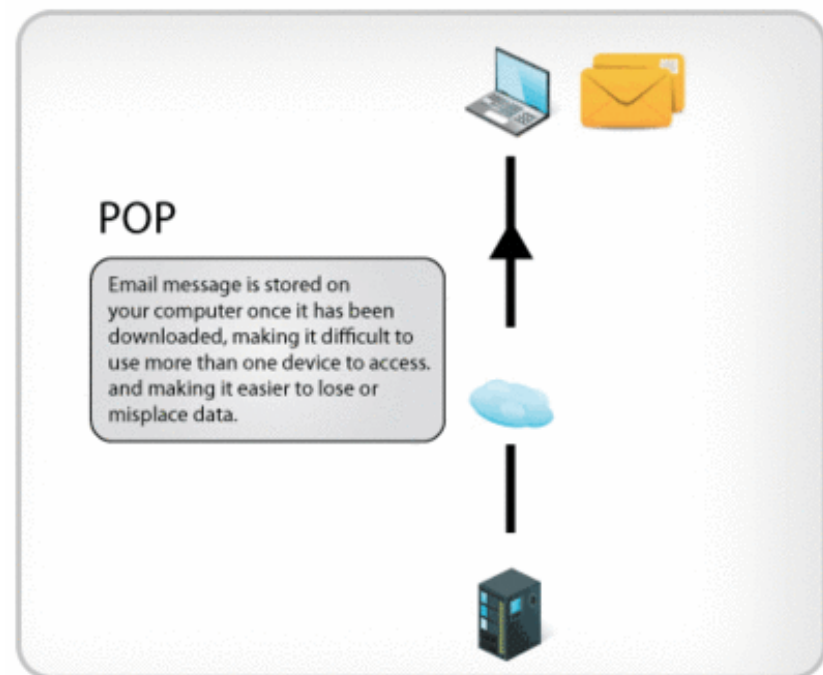 POP
Email message is stored on
your computer once it has been
downloaded, making it difficult to
use more than one device to access.
and making it easier to lose or
misplace data.